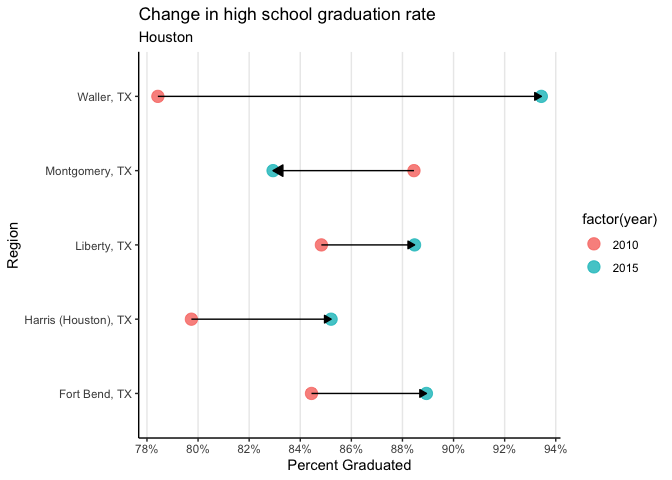 Change in high school graduation rate
Houston
Region
Waller, TX
Montgomery, TX
Liberty, TX
Harris (Houston), TX
Fort Bend, TX
78% 80% 82% 84% 86% 88% 90% 92% 94%
Percent Graduated
factor(year)
2010
2015